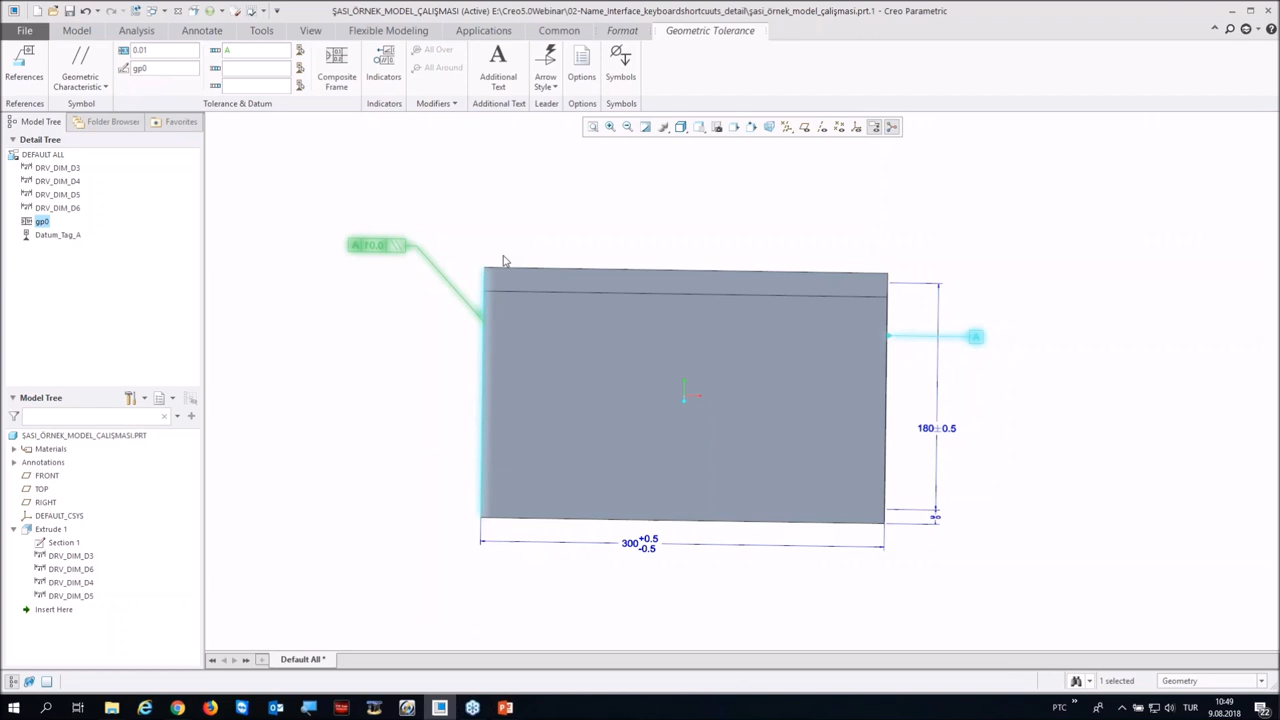 ŞASI_ÖRNEK_MODEL_ÇALIŞMASI (Active) E:\Creo5.0Webinar\02-Name_Interface_keyboardshortcuuts_detail\şasi_örnek_model_çalişmasi.prt.1 - Creo Parametric
File Model Analysis Annotate Tools View Flexible Modeling Applications Common Format Geometric Tolerance
References
Geometric Characteristic
0.01
gp0
A
Composite Frame
Indicators
All Over
All Around
Additional Text
Arrow Style
Options
Symbols
References Symbol Tolerance & Datum Indicators Modifiers Additional Text Leader Options Symbols
Model Tree Folder Browser Favorites
Detail Tree
DEFAULT ALL
DRV_DIM_D3
DRV_DIM_D4
DRV_DIM_D5
DRV_DIM_D6
gp0
Datum_Tag_A
Model Tree
ŞASI_ÖRNEK_MODEL_ÇALIŞMASI.PRT
Materials
Annotations
FRONT
TOP
RIGHT
DEFAULT_CSYS
Extrude 1
Section 1
DRV_DIM_D3
DRV_DIM_D6
DRV_DIM_D4
DRV_DIM_D5
Insert Here
A
180±0.5
300 +0.5
-0.5
Default All *
1 selected
Geometry
PTC
TUR
10:49
9.08.2018
22